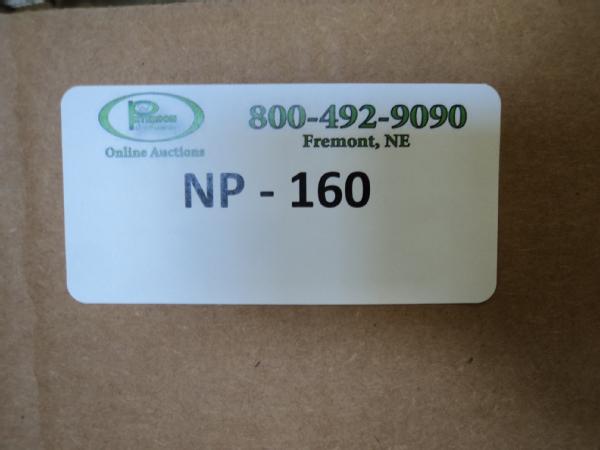 Online Auctions
800-492-9090
Fremont, NE
NP - 160